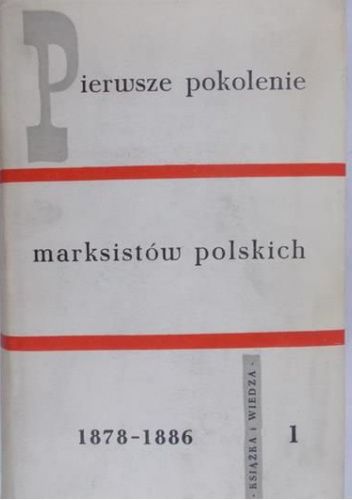 Pierwsze pokolenie
marksistów polskich
1878-1886
· KSIĄŻKA i WIEDZA ·
1